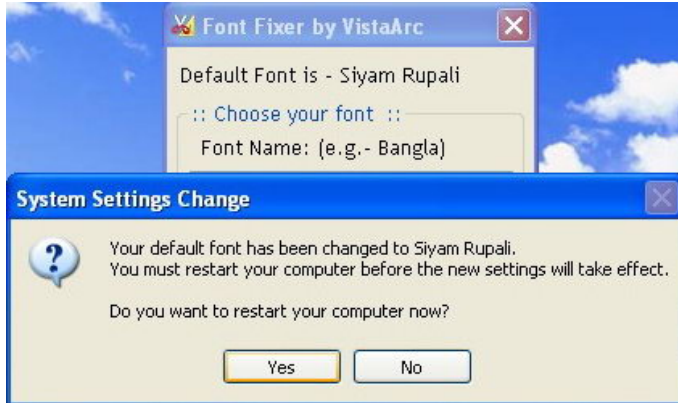 Font Fixer by VistaArc
Default Font is - Siyam Rupali
:: Choose your font ::
Font Name: (e.g.- Bangla)
System Settings Change
Your default font has been changed to Siyam Rupali.
You must restart your computer before the new settings will take effect.
Do you want to restart your computer now?
Yes No